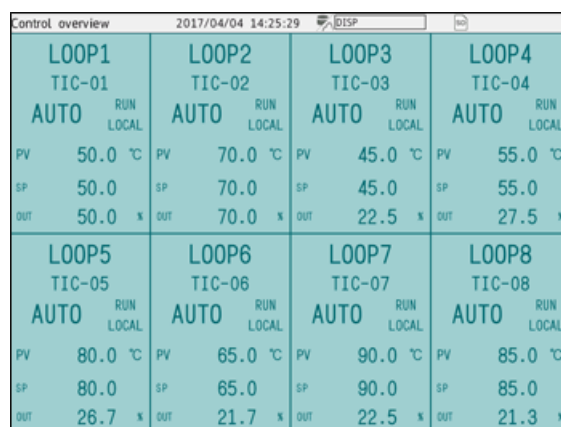 Control overview 2017/04/04 14:25:29 DISP SD
LOOP1 LOOP2 LOOP3 LOOP4
TIC-01 TIC-02 TIC-03 TIC-04
AUTO RUN LOCAL AUTO RUN LOCAL AUTO RUN LOCAL AUTO RUN LOCAL
PV 50.0 ℃ PV 70.0 ℃ PV 45.0 ℃ PV 55.0 ℃
SP 50.0 SP 70.0 SP 45.0 SP 55.0
OUT 50.0 % OUT 70.0 % OUT 22.5 % OUT 27.5 %
LOOP5 LOOP6 LOOP7 LOOP8
TIC-05 TIC-06 TIC-07 TIC-08
AUTO RUN LOCAL AUTO RUN LOCAL AUTO RUN LOCAL AUTO RUN LOCAL
PV 80.0 ℃ PV 65.0 ℃ PV 90.0 ℃ PV 85.0 ℃
SP 80.0 SP 65.0 SP 90.0 SP 85.0
OUT 26.7 % OUT 21.7 % OUT 22.5 % OUT 21.3 %